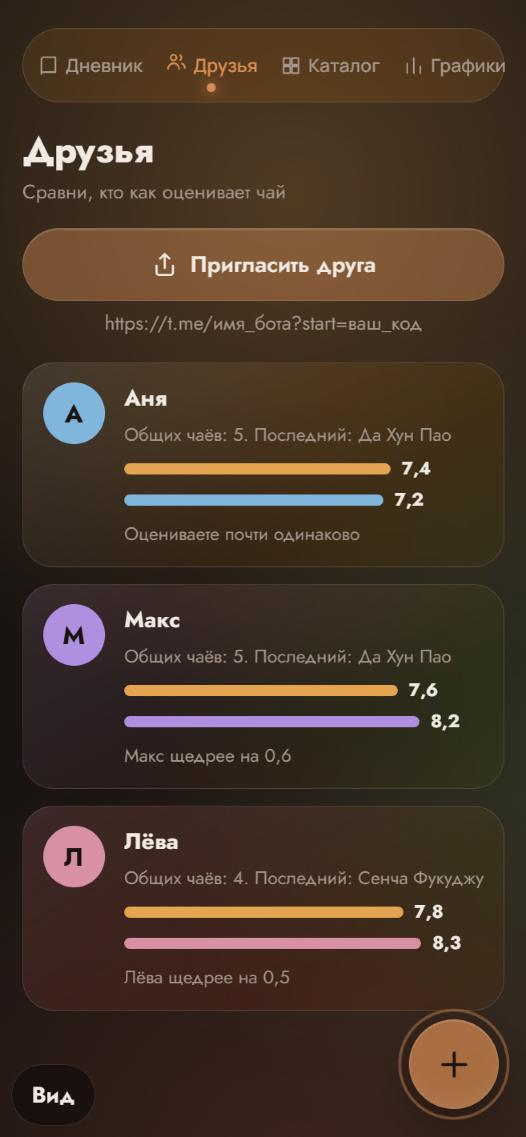 Дневник Друзья Каталог Графики
Друзья
Сравни, кто как оценивает чай
Пригласить друга
https://t.me/имя_бота?start=ваш_код
А
Аня
Общих чаёв: 5. Последний: Да Хун Пао
7,4
7,2
Оцениваете почти одинаково
М
Макс
Общих чаёв: 5. Последний: Да Хун Пао
7,6
8,2
Макс щедрее на 0,6
Л
Лёва
Общих чаёв: 4. Последний: Сенча Фукуджу
7,8
8,3
Лёва щедрее на 0,5
Вид